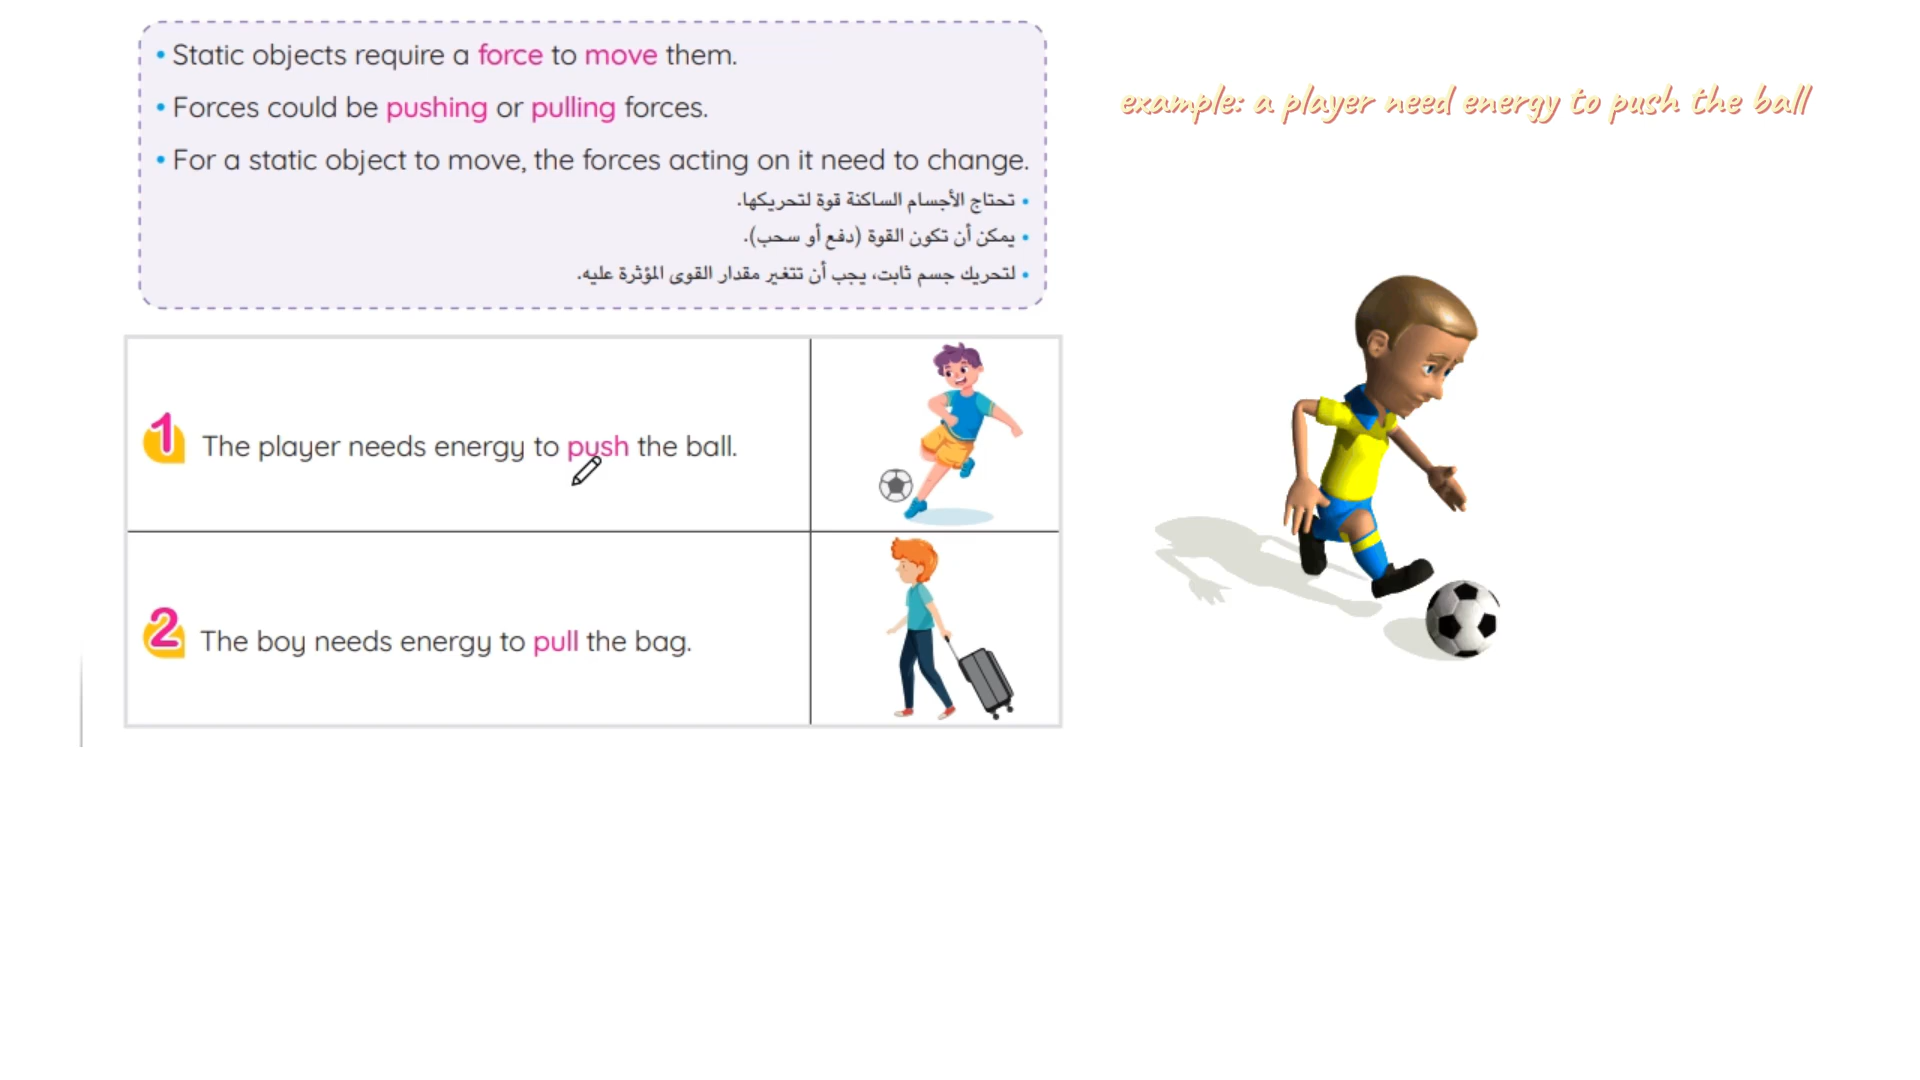 • Static objects require a force to move them.
• Forces could be pushing or pulling forces.
• For a static object to move, the forces acting on it need to change.
• تحتاج الأجسام الساكنة قوة لتحريكها.
• يمكن أن تكون القوة (دفع أو سحب).
• لتحريك جسم ثابت، يجب أن تتغير مقدار القوى المؤثرة عليه.
1 The player needs energy to push the ball.
2 The boy needs energy to pull the bag.
example: a player need energy to push the ball